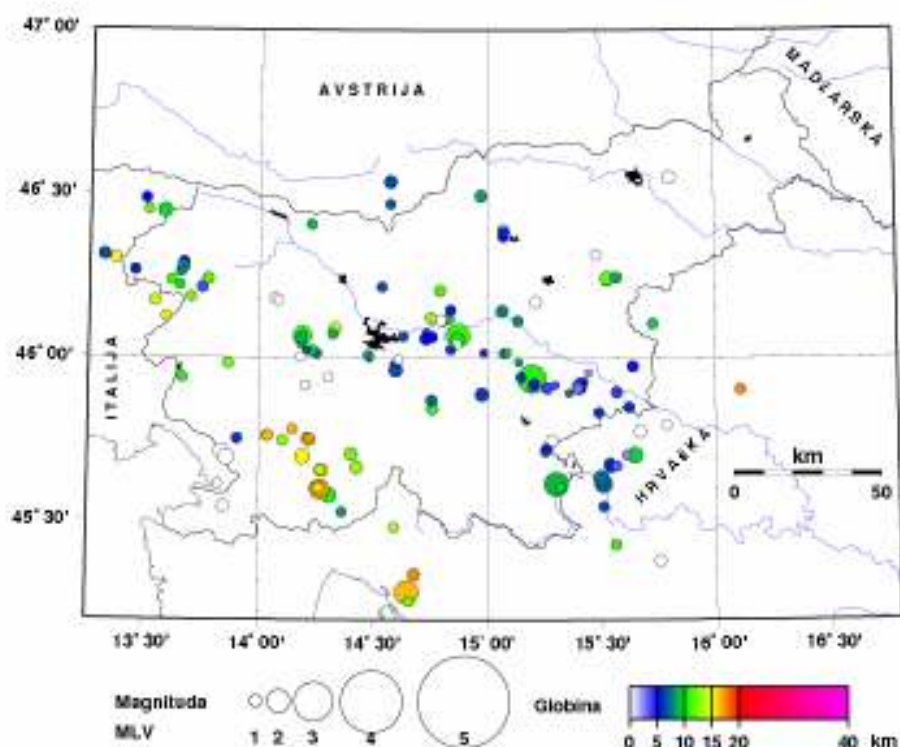 47° 00'
AVSTRIJA
MADŽARSKA
46° 30'
46° 00'
ITALIJA
HRVAŠKA
km
0 50
45° 30'
13° 30' 14° 00' 14° 30' 15° 00' 15° 30' 16° 00' 16° 30'
Magnituda
MLV
1 2 3 4 5
Globina
0 5 10 15 20 40 km